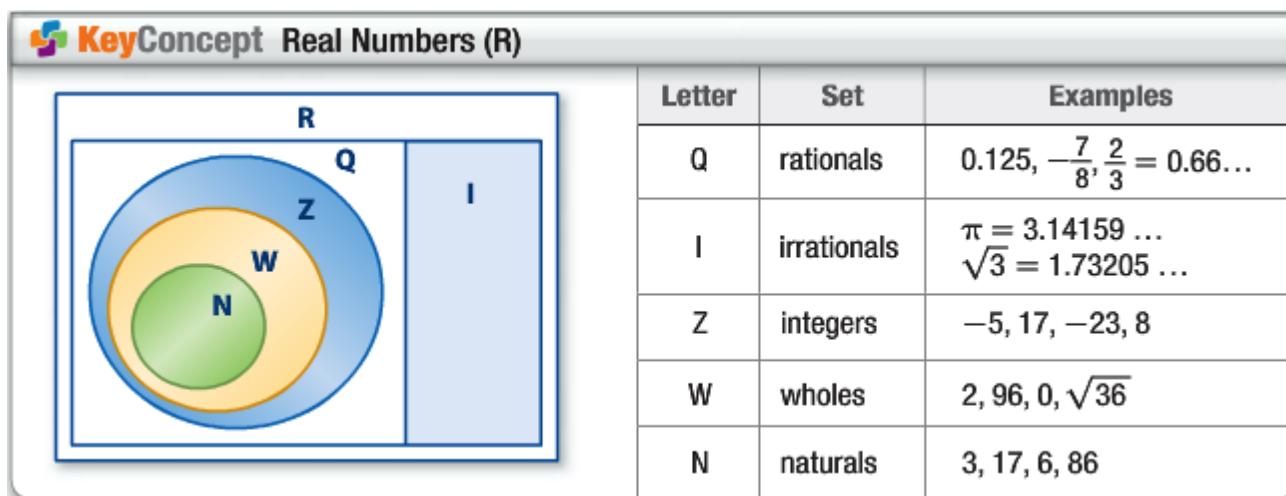 KeyConcept Real Numbers (R)
R
Q
Z
W
N
I
Letter Set Examples
Q rationals 0.125, −7/8, 2/3 = 0.66...
I irrationals π = 3.14159 ...
√3 = 1.73205 ...
Z integers −5, 17, −23, 8
W wholes 2, 96, 0, √36
N naturals 3, 17, 6, 86